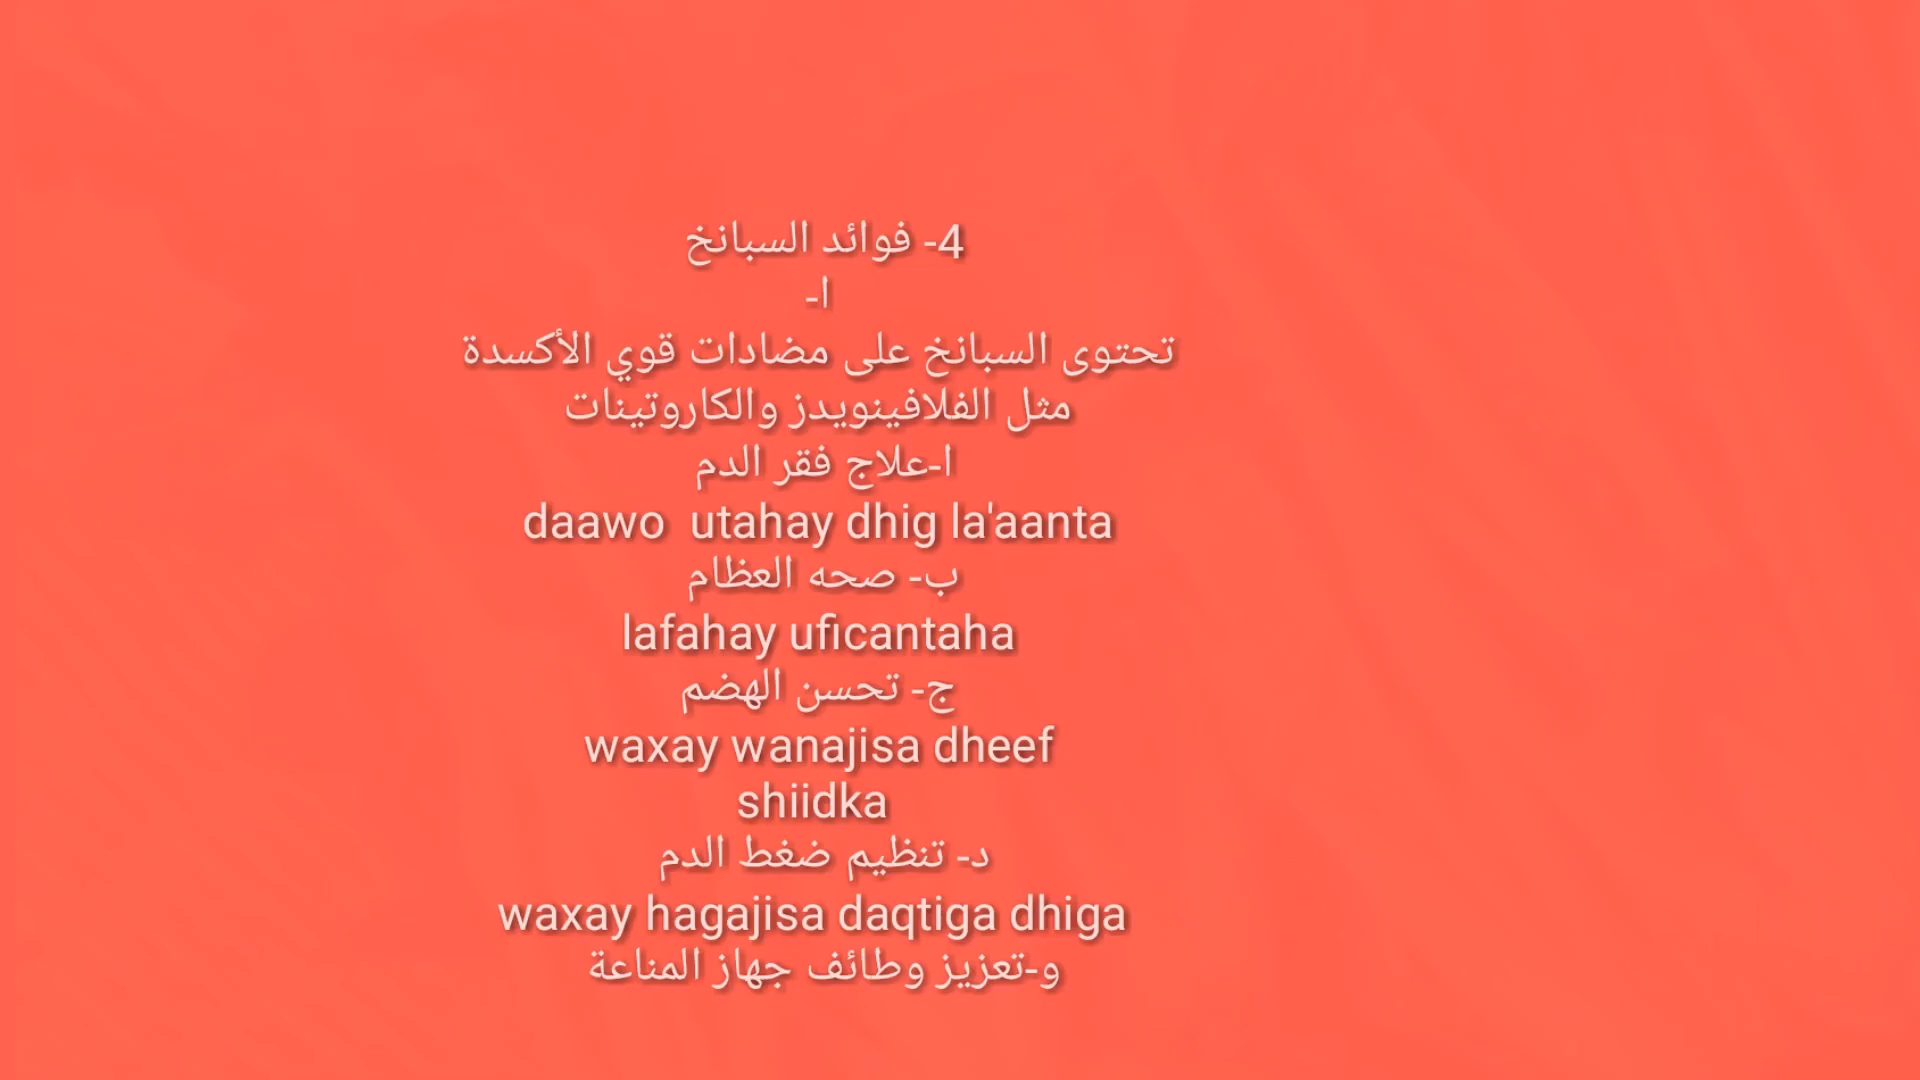 4- فوائد السبانخ
ا-
تحتوى السبانخ على مضادات قوي الأكسدة
مثل الفلافينويدز والكاروتينات
ا-علاج فقر الدم
daawo  utahay dhig la'aanta
ب- صحه العظام
lafahay uficantaha
ج- تحسن الهضم
waxay wanajisa dheef
shiidka
د- تنظيم ضغط الدم
waxay hagajisa daqtiga dhiga
و-تعزيز وظائف جهاز المناعة